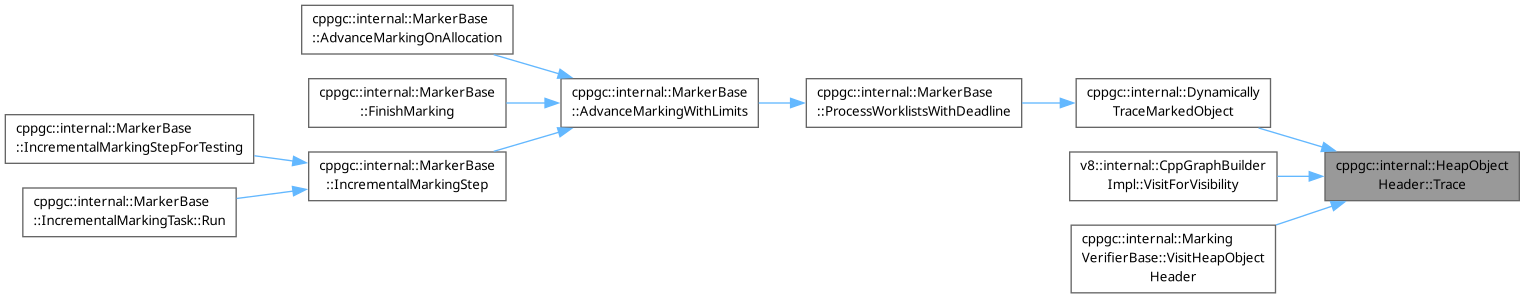 cppgc::internal::MarkerBase
::AdvanceMarkingOnAllocation
cppgc::internal::MarkerBase
::FinishMarking
cppgc::internal::MarkerBase
::AdvanceMarkingWithLimits
cppgc::internal::MarkerBase
::ProcessWorklistsWithDeadline
cppgc::internal::Dynamically
TraceMarkedObject
cppgc::internal::MarkerBase
::IncrementalMarkingStepForTesting
cppgc::internal::MarkerBase
::IncrementalMarkingStep
v8::internal::CppGraphBuilder
Impl::VisitForVisibility
cppgc::internal::HeapObject
Header::Trace
cppgc::internal::MarkerBase
::IncrementalMarkingTask::Run
cppgc::internal::Marking
VerifierBase::VisitHeapObject
Header